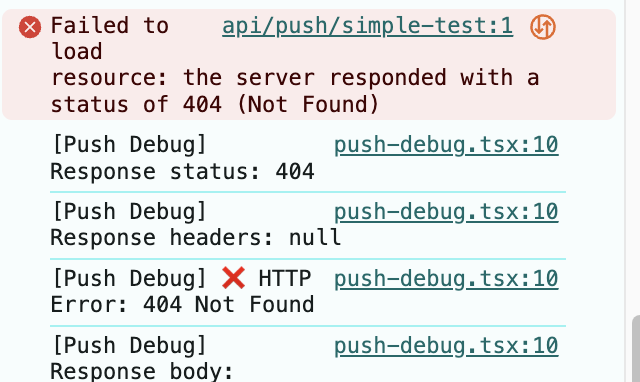 Failed to api/push/simple-test:1
load
resource: the server responded with a
status of 404 (Not Found)
[Push Debug] push-debug.tsx:10
Response status: 404
[Push Debug] push-debug.tsx:10
Response headers: null
[Push Debug] ❌ HTTP push-debug.tsx:10
Error: 404 Not Found
[Push Debug] push-debug.tsx:10
Response body: